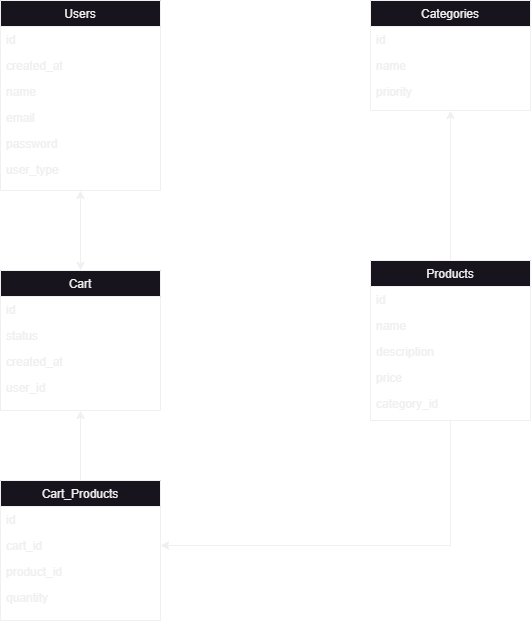 Users
id
created_at
name
email
password
user_type
Categories
id
name
priority
Cart
id
status
created_at
user_id
Products
id
name
description
price
category_id
Cart_Products
id
cart_id
product_id
quantity